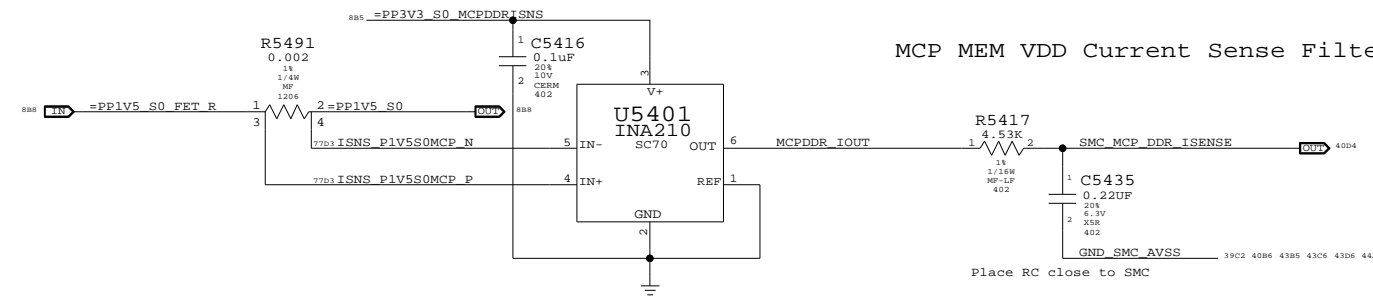 8B5 =PP3V3_S0_MCPDDRISNS
MCP MEM VDD Current Sense Filte
R5491
0.002
1%
1/4W
MF
1206
1
C5416
0.1uF
20%
10V
CERM
402
2
3
V+
8B8 IN =PP1V5_S0_FET_R 1 2 =PP1V5_S0 OUT 8B8
3 4
U5401
INA210
SC70
77D3 ISNS_P1V5S0MCP_N 5 IN-
OUT 6 MCPDDR_IOUT
77D3 ISNS_P1V5S0MCP_P 4 IN+
REF 1
GND
2
R5417
4.53K
1 2
1%
1/16W
MF-LF
402
SMC_MCP_DDR_ISENSE OUT 40D4
1
C5435
0.22UF
20%
6.3V
X5R
402
2
GND_SMC_AVSS 39C2 40B6 43B5 43C6 43D6
Place RC close to SMC